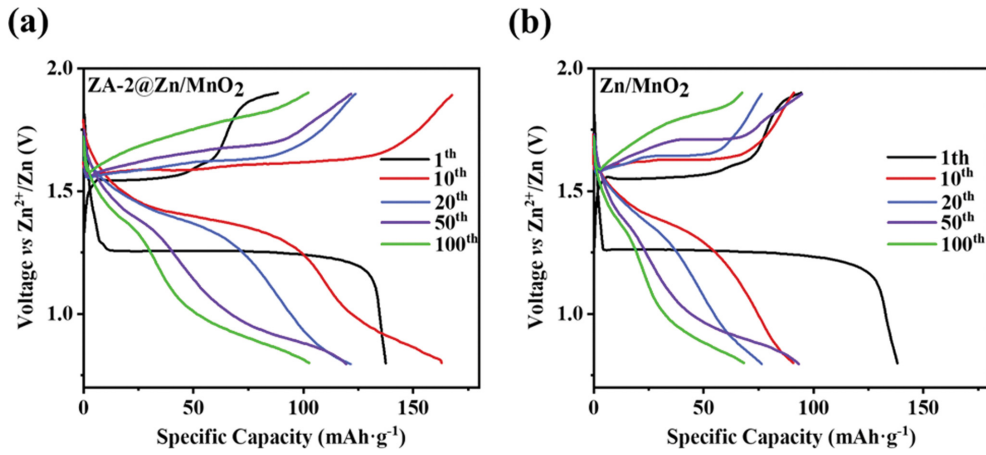 (a)
ZA-2@Zn/MnO₂
2.0
1.5
1.0
Voltage vs Zn²⁺/Zn (V)
1ᵗʰ
10ᵗʰ
20ᵗʰ
50ᵗʰ
100ᵗʰ
0 50 100 150
Specific Capacity (mAh·g⁻¹)
(b)
Zn/MnO₂
2.0
1.5
1.0
Voltage vs Zn²⁺/Zn (V)
1th
10ᵗʰ
20ᵗʰ
50ᵗʰ
100ᵗʰ
0 50 100 150
Specific Capacity (mAh·g⁻¹)